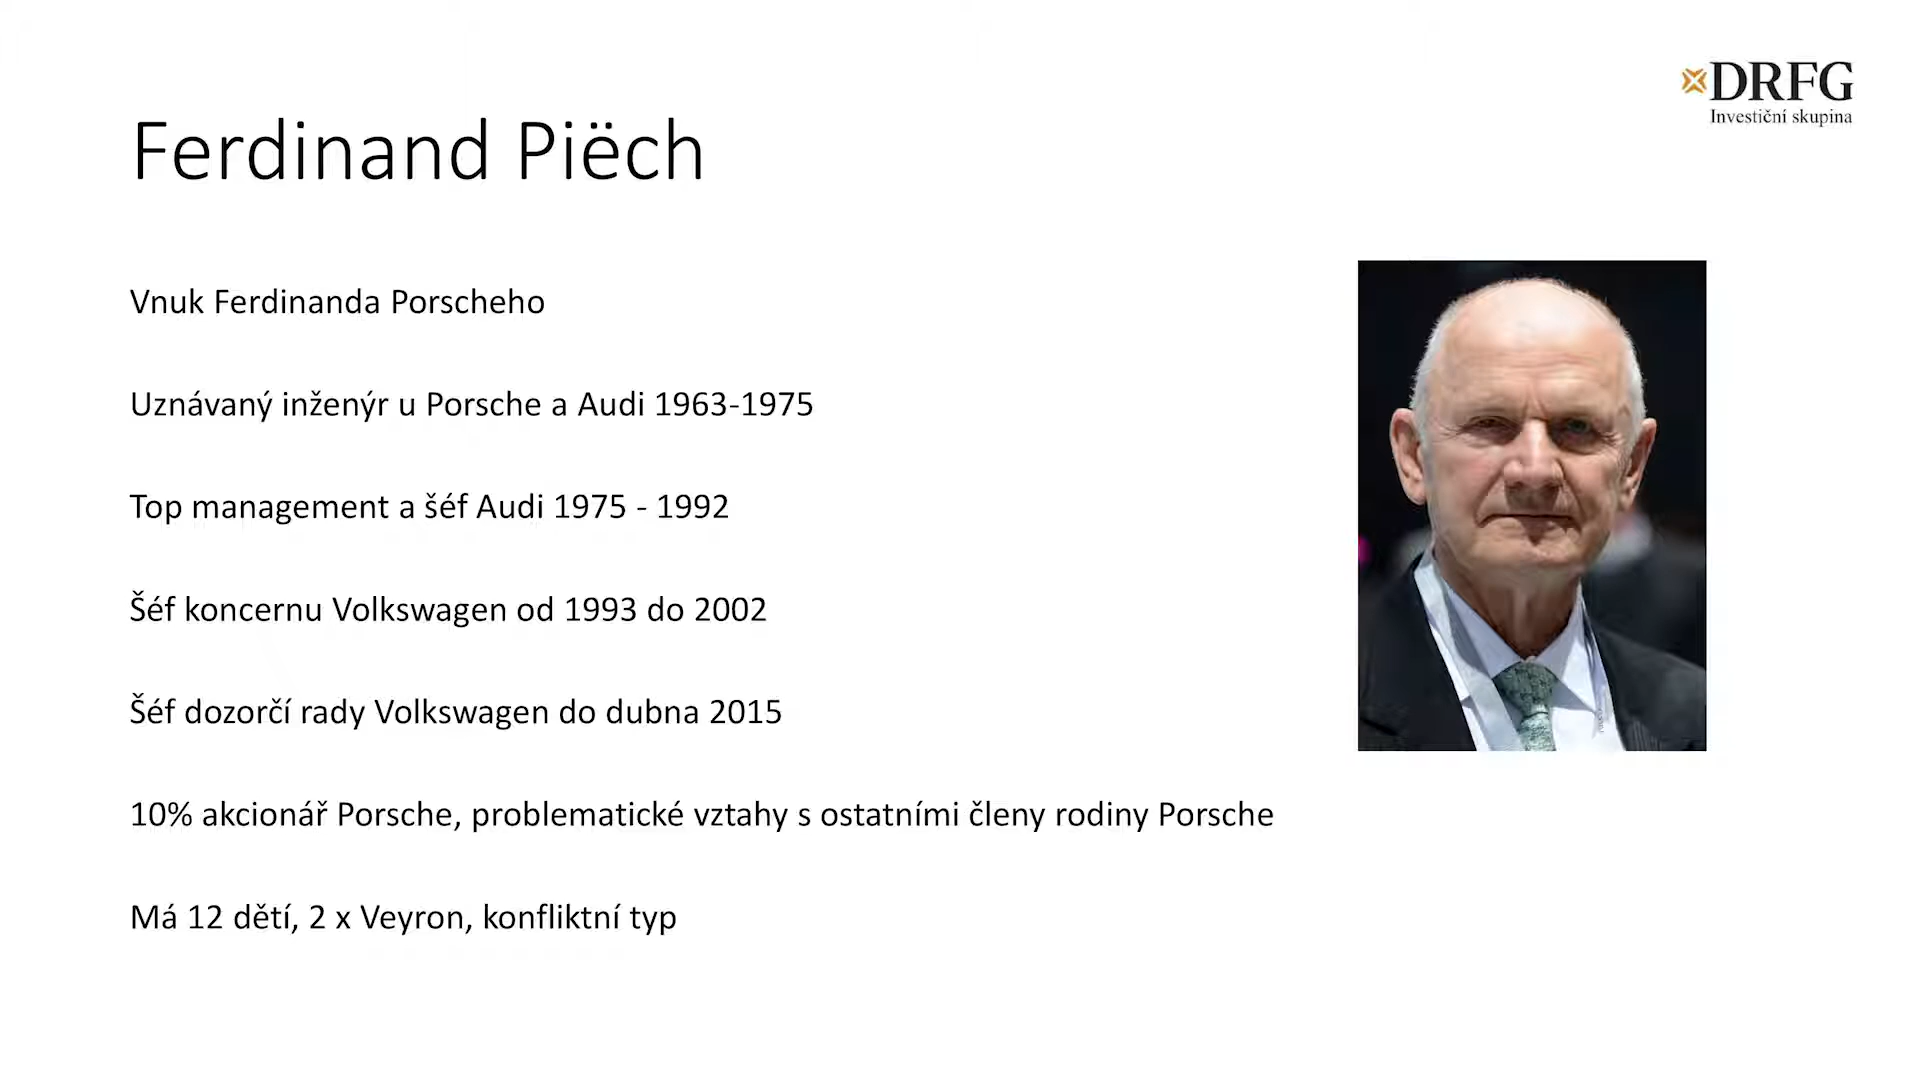 DRFG
Investiční skupina
Ferdinand Piëch
Vnuk Ferdinanda Porscheho
Uznávaný inženýr u Porsche a Audi 1963-1975
Top management a šéf Audi 1975 - 1992
Šéf koncernu Volkswagen od 1993 do 2002
Šéf dozorčí rady Volkswagen do dubna 2015
10% akcionář Porsche, problematické vztahy s ostatními členy rodiny Porsche
Má 12 dětí, 2 x Veyron, konfliktní typ